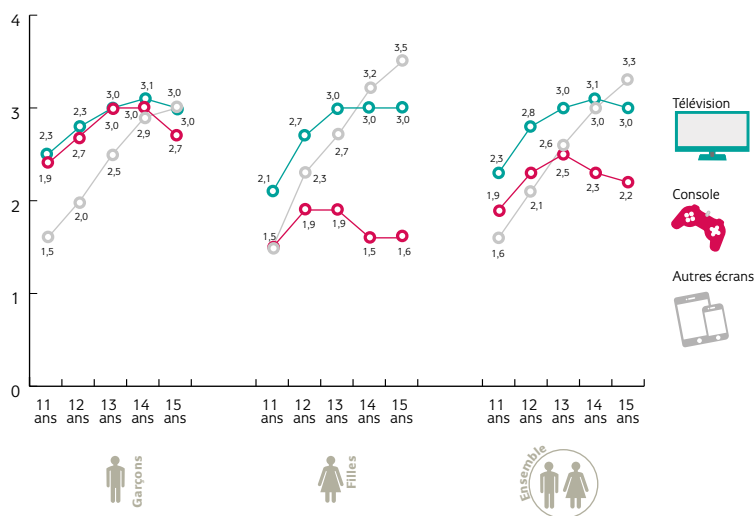 4
3
2
1
0
2,3
2,3
3,0
3,1
3,0
1,9
2,7
3,0
3,0
2,7
1,5
2,0
2,5
2,9
3,0
2,1
2,7
3,0
3,0
3,0
1,5
1,9
1,9
1,5
1,6
2,3
2,7
3,2
3,5
2,3
2,8
3,0
3,1
3,0
1,9
2,5
2,3
2,2
1,6
2,1
2,6
3,0
3,3
11 ans
12 ans
13 ans
14 ans
15 ans
11 ans
12 ans
13 ans
14 ans
15 ans
11 ans
12 ans
13 ans
14 ans
15 ans
Garçons
Filles
Ensemble
Télévision
Console
Autres écrans